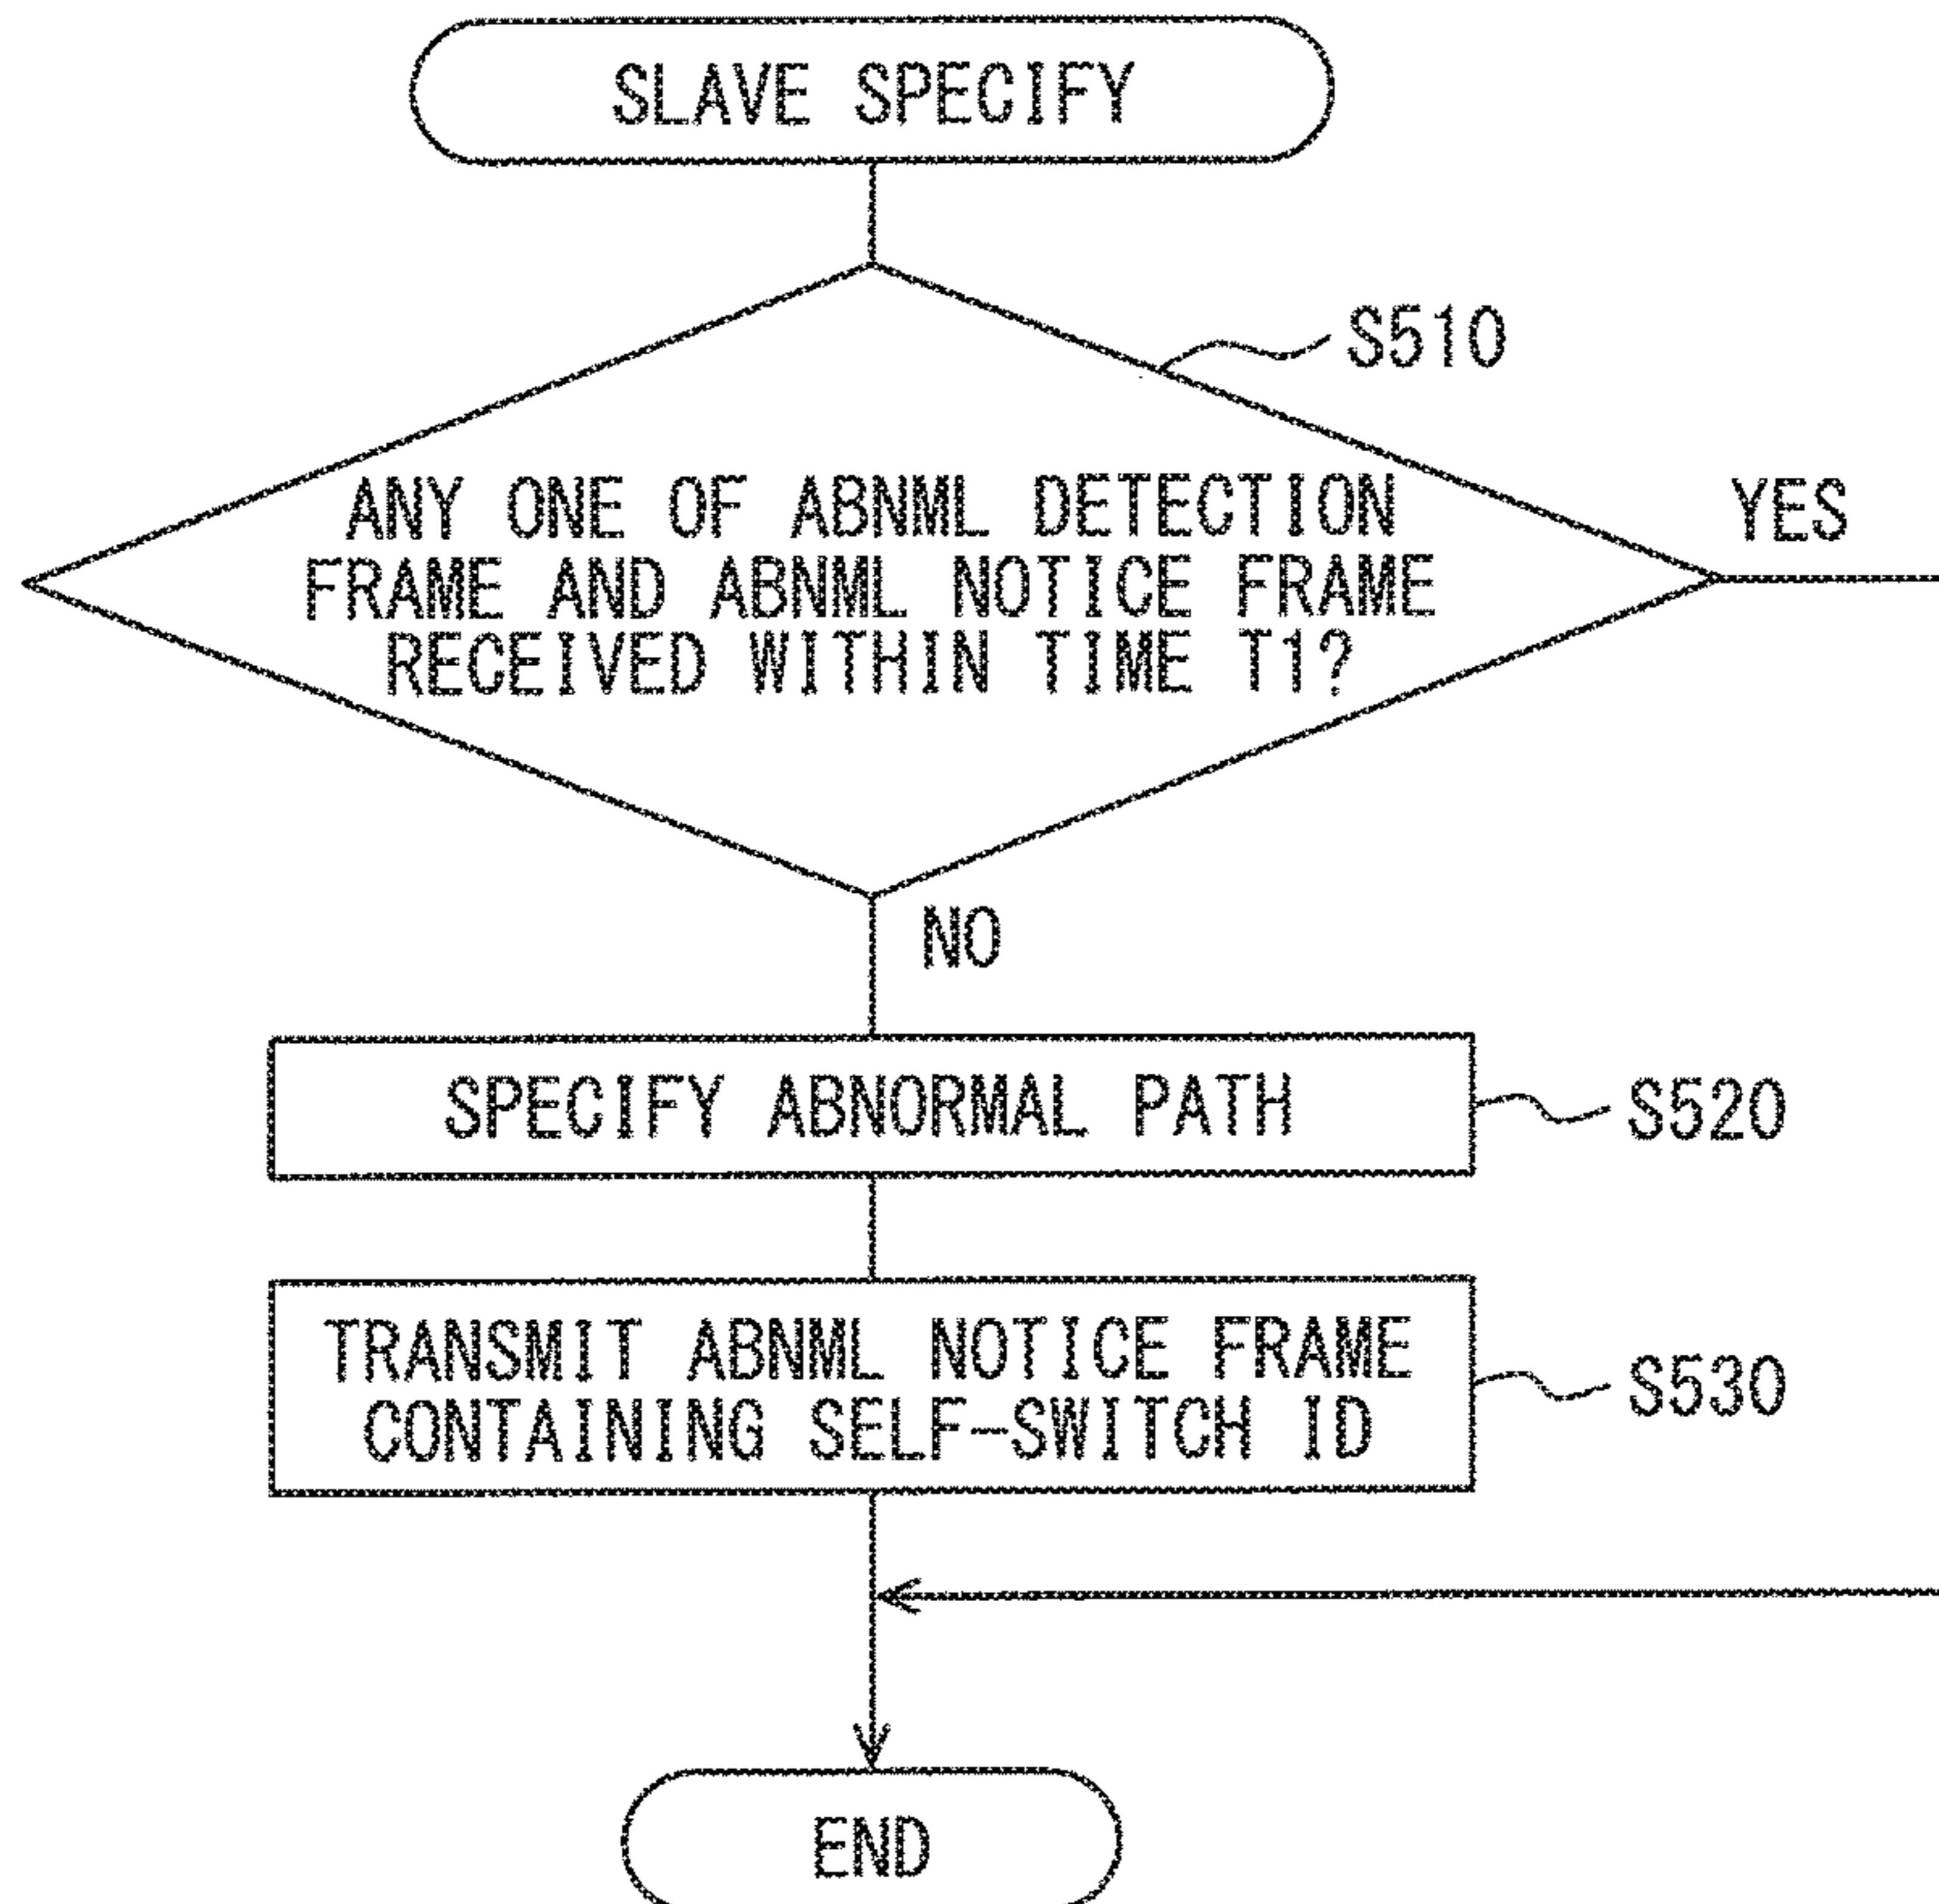 SLAVE SPECIFY
S510
ANY ONE OF ABNML DETECTION
FRAME AND ABNML NOTICE FRAME
RECEIVED WITHIN TIME T1?
YES
NO
SPECIFY ABNORMAL PATH
S520
TRANSMIT ABNML NOTICE FRAME
CONTAINING SELF-SWITCH ID
S530
END